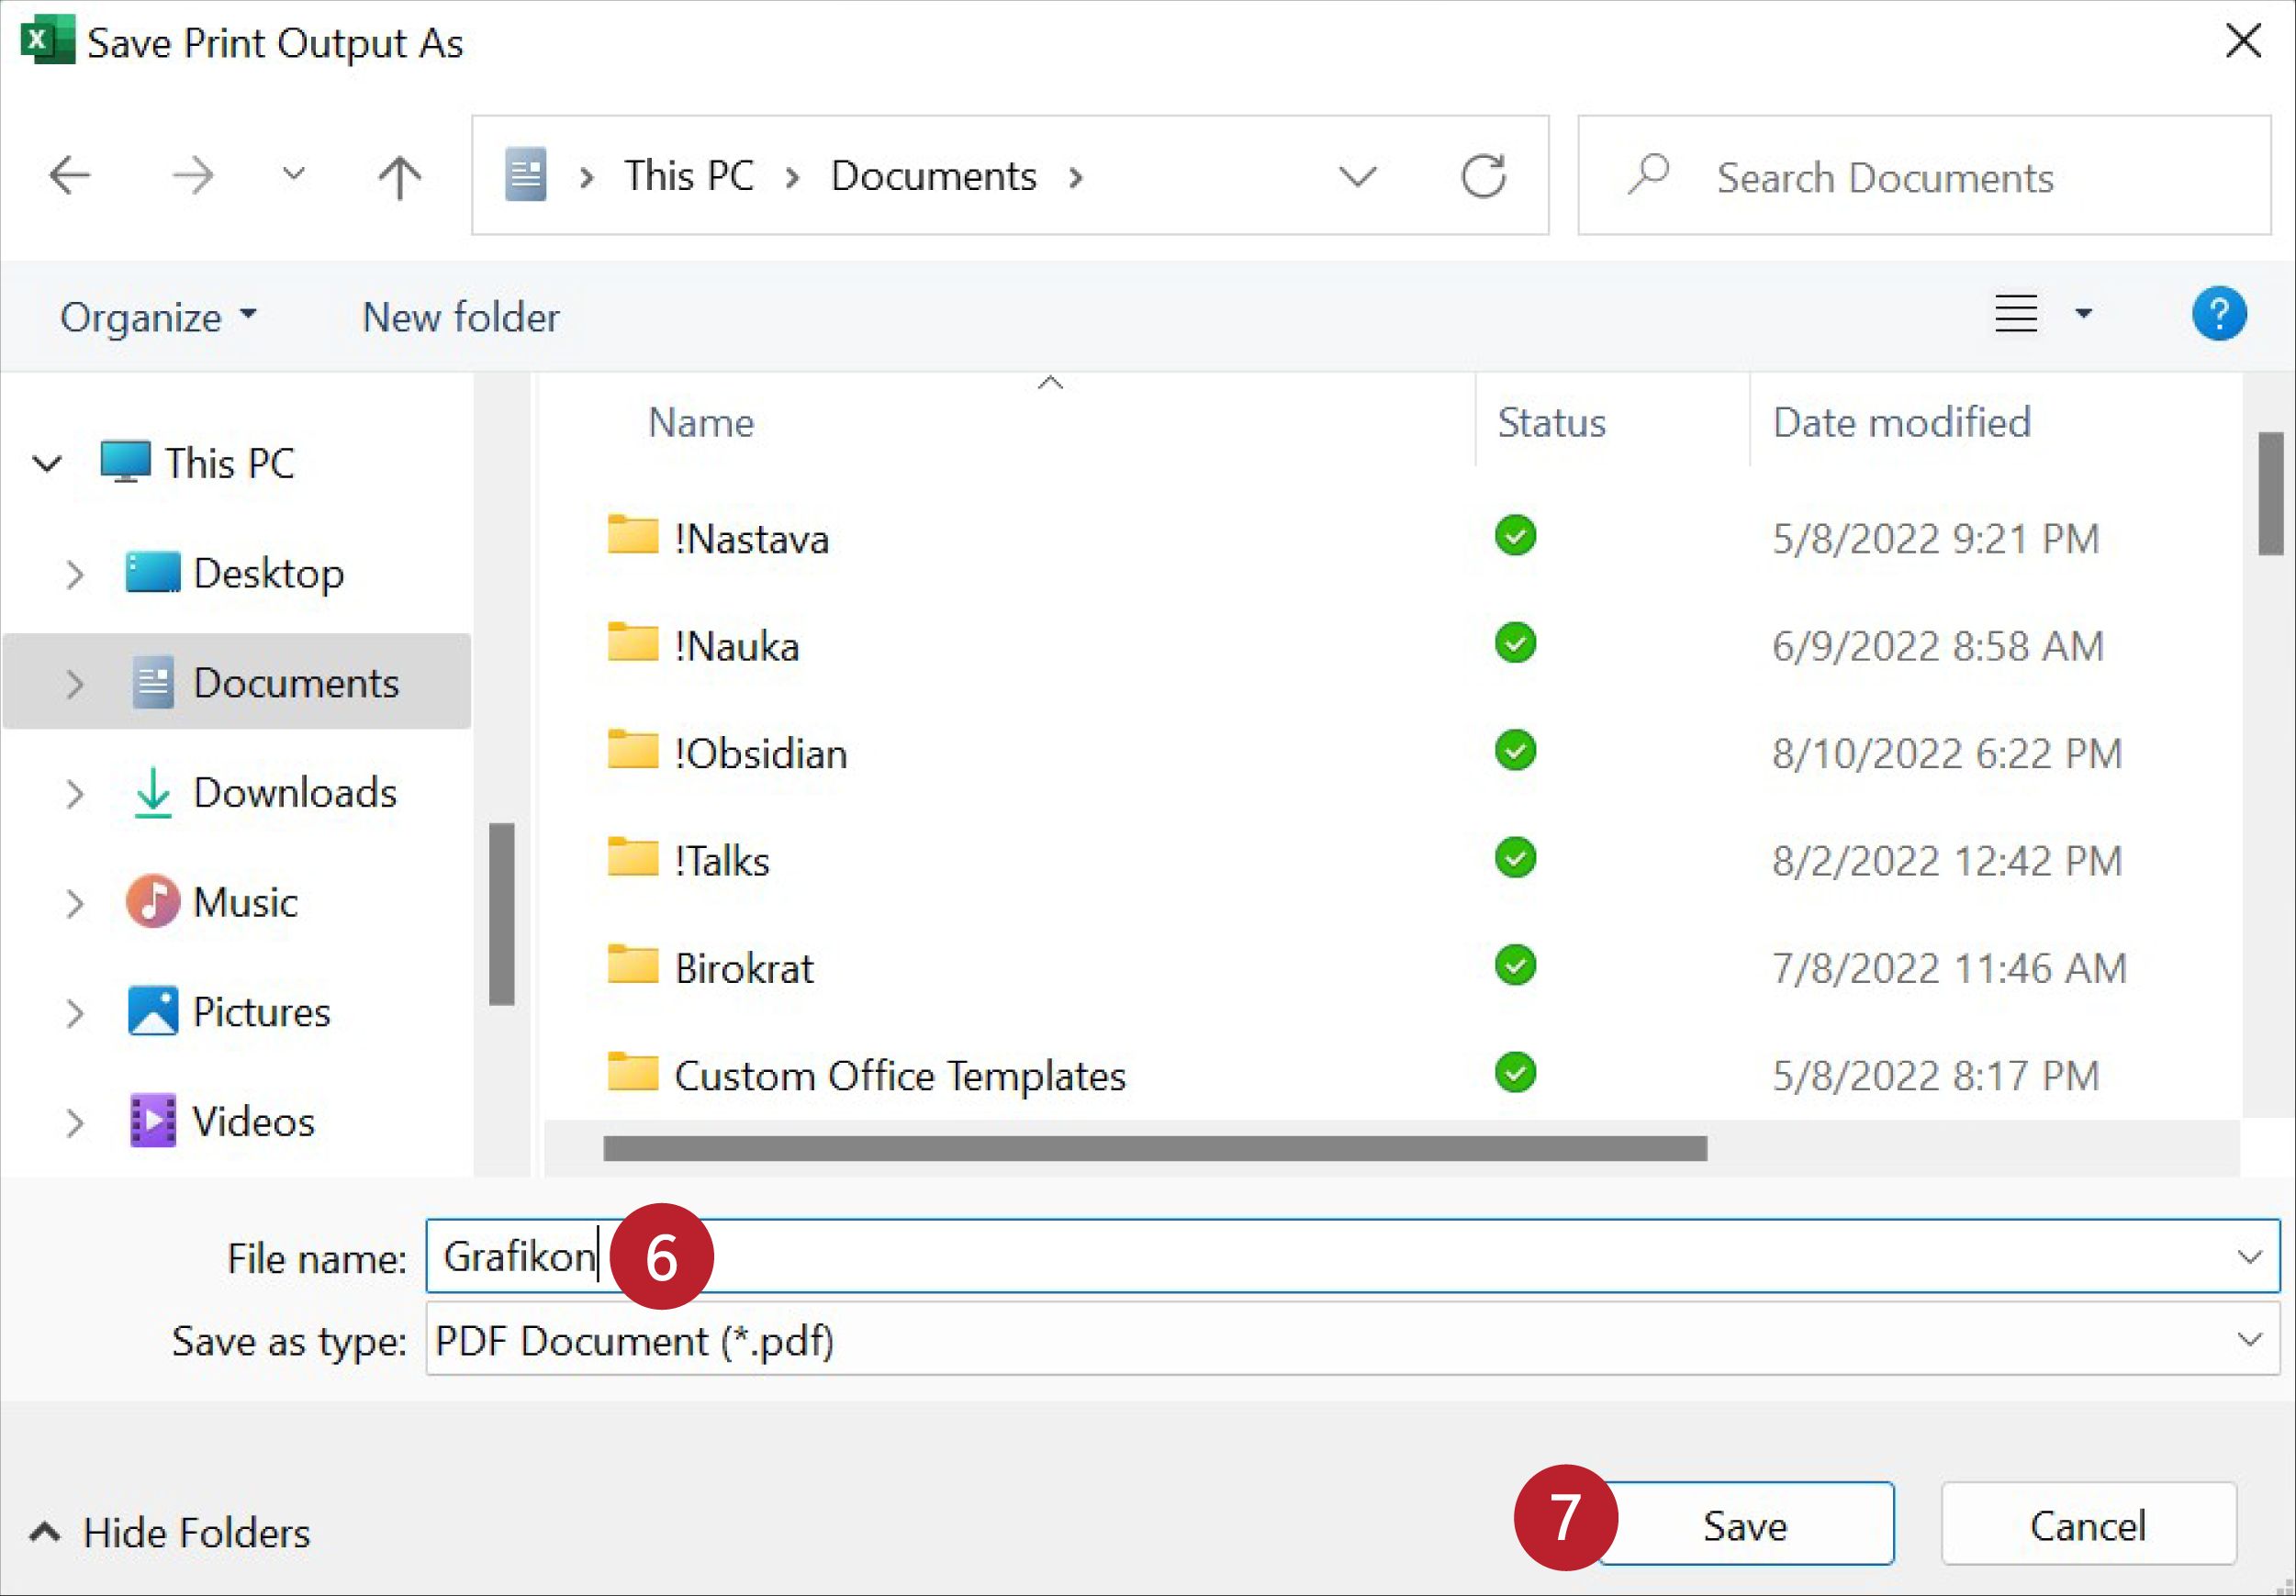 Save Print Output As
This PC Documents Search Documents
Organize New folder ?
Name Status Date modified
This PC
Desktop
Documents
Downloads
Music
Pictures
Videos
!Nastava 5/8/2022 9:21 PM
!Nauka 6/9/2022 8:58 AM
!Obsidian 8/10/2022 6:22 PM
!Talks 8/2/2022 12:42 PM
Birokrat 7/8/2022 11:46 AM
Custom Office Templates 5/8/2022 8:17 PM
File name: Grafikon 6
Save as type: PDF Document (*.pdf)
Hide Folders 7 Save Cancel